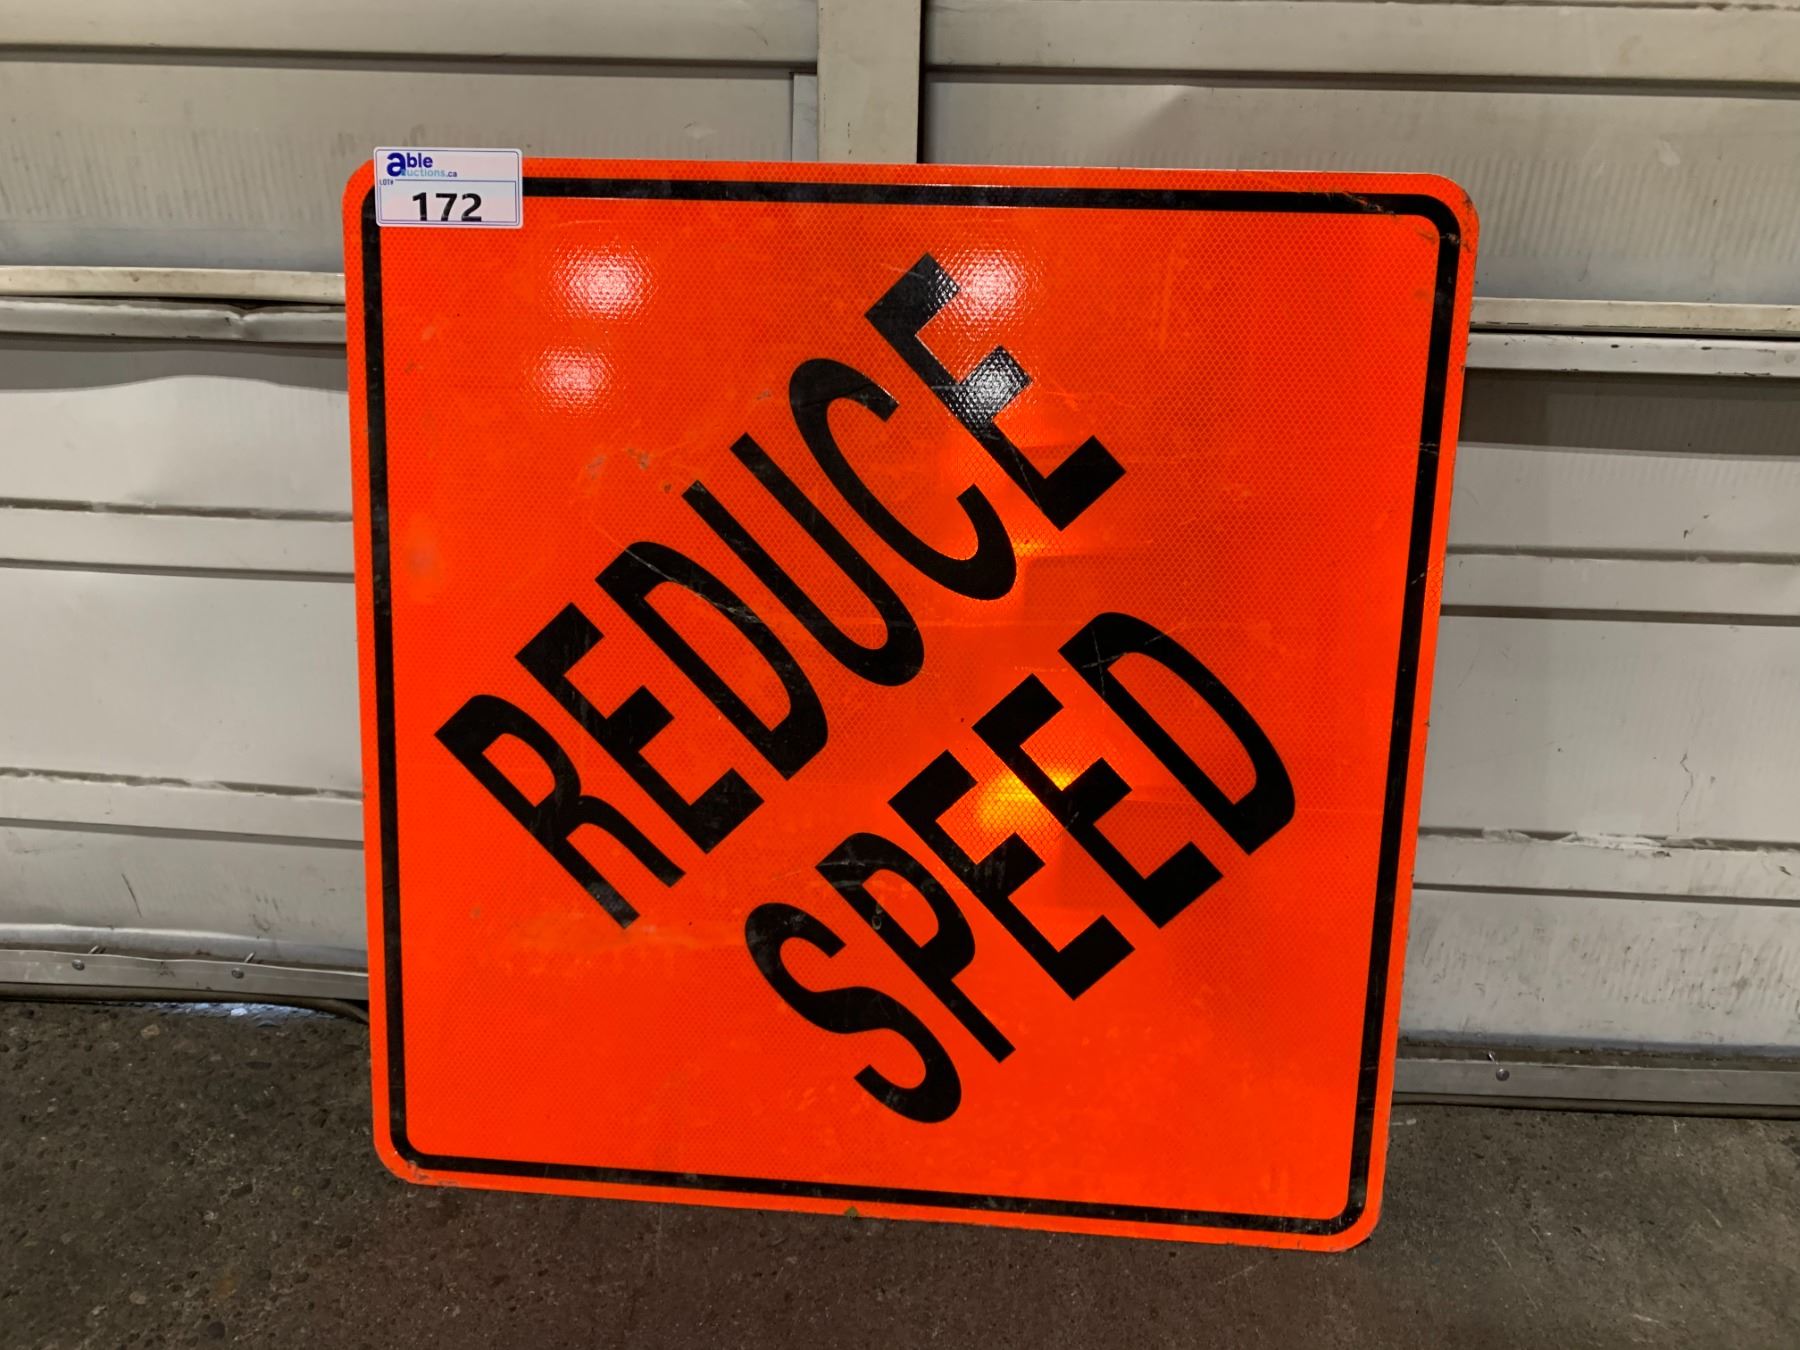 able
auctions.ca
LOT#
172
REDUCE
SPEED